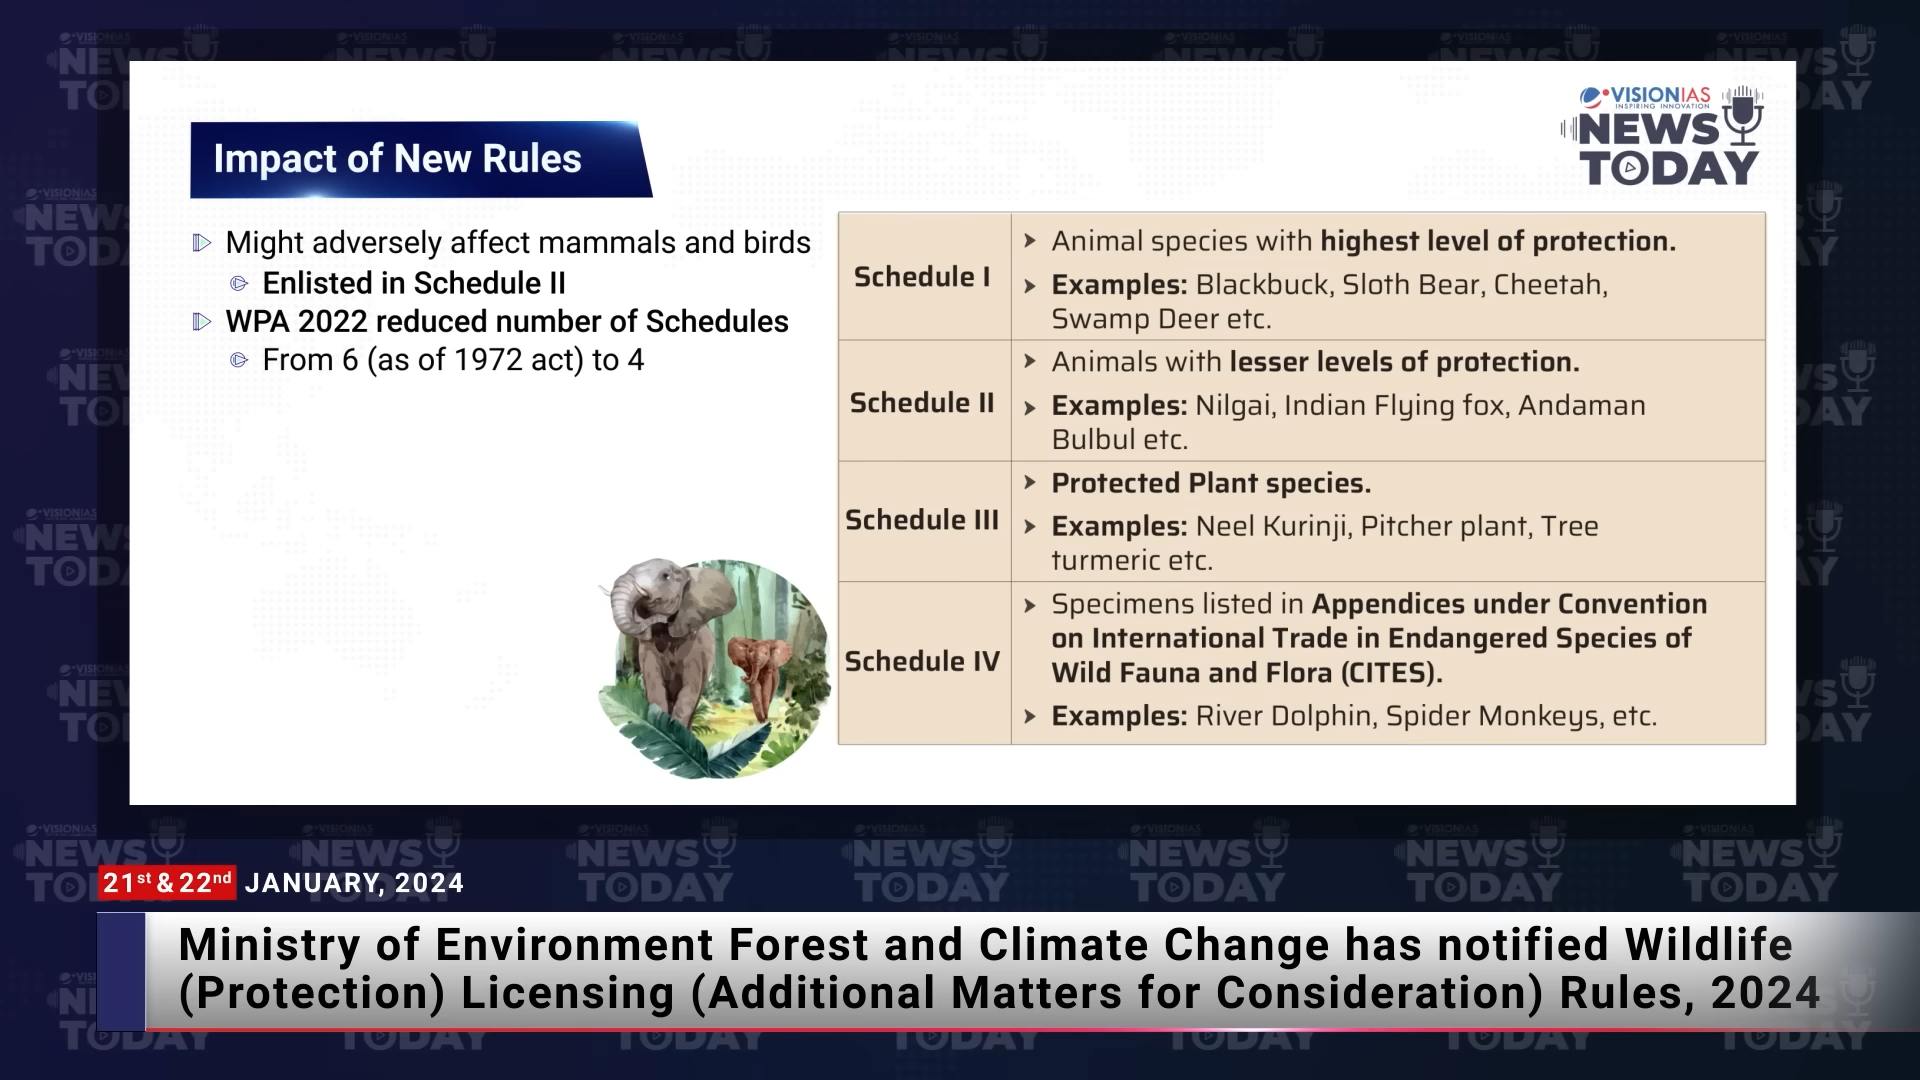 VISIONIAS
INSPIRING INNOVATION
NEWS
TODAY
Impact of New Rules
Might adversely affect mammals and birds
Enlisted in Schedule II
WPA 2022 reduced number of Schedules
From 6 (as of 1972 act) to 4
Schedule I
Animal species with highest level of protection.
Examples: Blackbuck, Sloth Bear, Cheetah,
Swamp Deer etc.
Schedule II
Animals with lesser levels of protection.
Examples: Nilgai, Indian Flying fox, Andaman
Bulbul etc.
Schedule III
Protected Plant species.
Examples: Neel Kurinji, Pitcher plant, Tree
turmeric etc.
Schedule IV
Specimens listed in Appendices under Convention
on International Trade in Endangered Species of
Wild Fauna and Flora (CITES).
Examples: River Dolphin, Spider Monkeys, etc.
21st & 22nd JANUARY, 2024
Ministry of Environment Forest and Climate Change has notified Wildlife
(Protection) Licensing (Additional Matters for Consideration) Rules, 2024